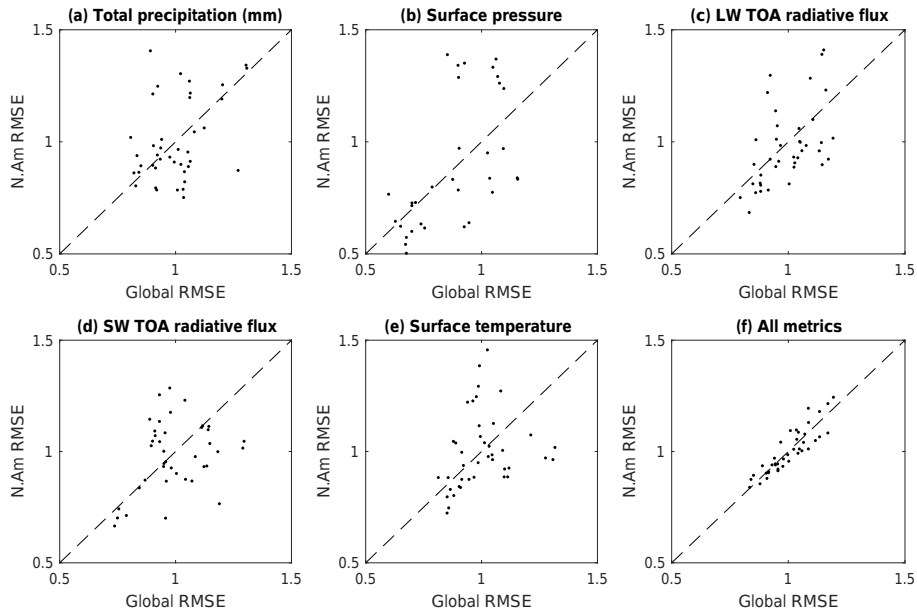 (a) Total precipitation (mm)
1.5
1
0.5
N.Am RMSE
0.5
1
1.5
Global RMSE
(b) Surface pressure
1.5
1
0.5
N.Am RMSE
0.5
1
1.5
Global RMSE
(c) LW TOA radiative flux
1.5
1
0.5
N.Am RMSE
0.5
1
1.5
Global RMSE
(d) SW TOA radiative flux
1.5
1
0.5
N.Am RMSE
0.5
1
1.5
Global RMSE
(e) Surface temperature
1.5
1
0.5
N.Am RMSE
0.5
1
1.5
Global RMSE
(f) All metrics
1.5
1
0.5
N.Am RMSE
0.5
1
1.5
Global RMSE